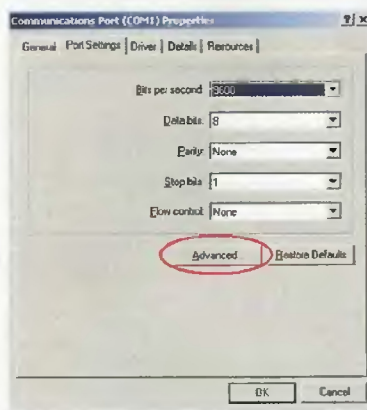 Communications Port (COM1) Properties ? x
General Port Settings Driver Details Resources
Bits per second: 9600
Data bits: 8
Parity: None
Stop bits: 1
Flow control: None
Advanced... Restore Defaults
OK Cancel